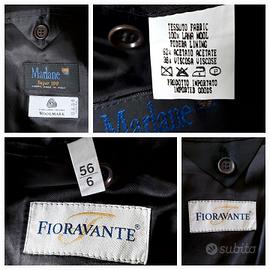 Marlane
Super 100
WOOLMARK
TESSUTO FABRIC
100% LANA WOOL
FODERA LINING
62% ACETATO ACETATE
38% VISCOSA VISCOSE
PRODOTTO IMPORTATO
IMPORTED GOODS
Marlane
56
6
FIORAVANTE®
FIORAVANTE®
subito